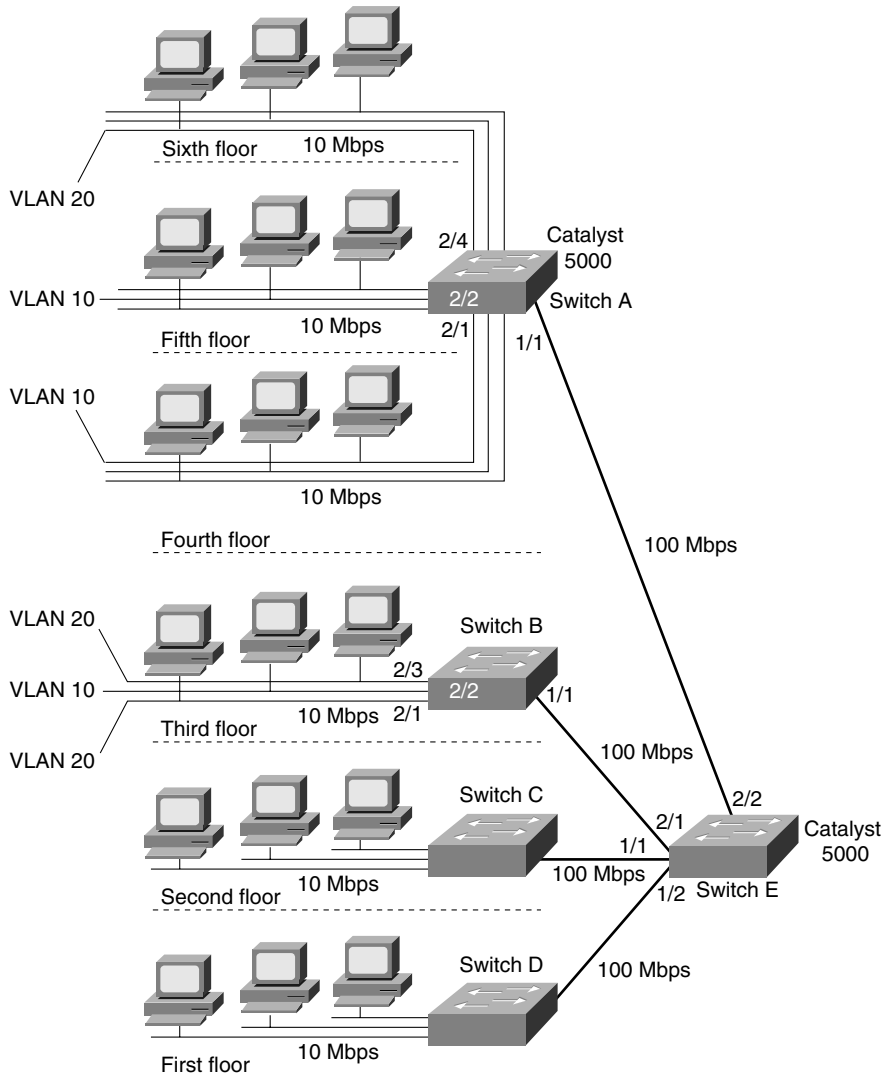 10 Mbps
Sixth floor
VLAN 20
2/4
Catalyst
5000
VLAN 10
2/2
Switch A
10 Mbps
2/1
1/1
Fifth floor
VLAN 10
10 Mbps
Fourth floor
100 Mbps
VLAN 20
Switch B
2/3
VLAN 10
2/2
1/1
10 Mbps
2/1
Third floor
VLAN 20
100 Mbps
Switch C
2/2
2/1
1/1
Catalyst
5000
100 Mbps
10 Mbps
1/2
Switch E
Second floor
Switch D
100 Mbps
10 Mbps
First floor